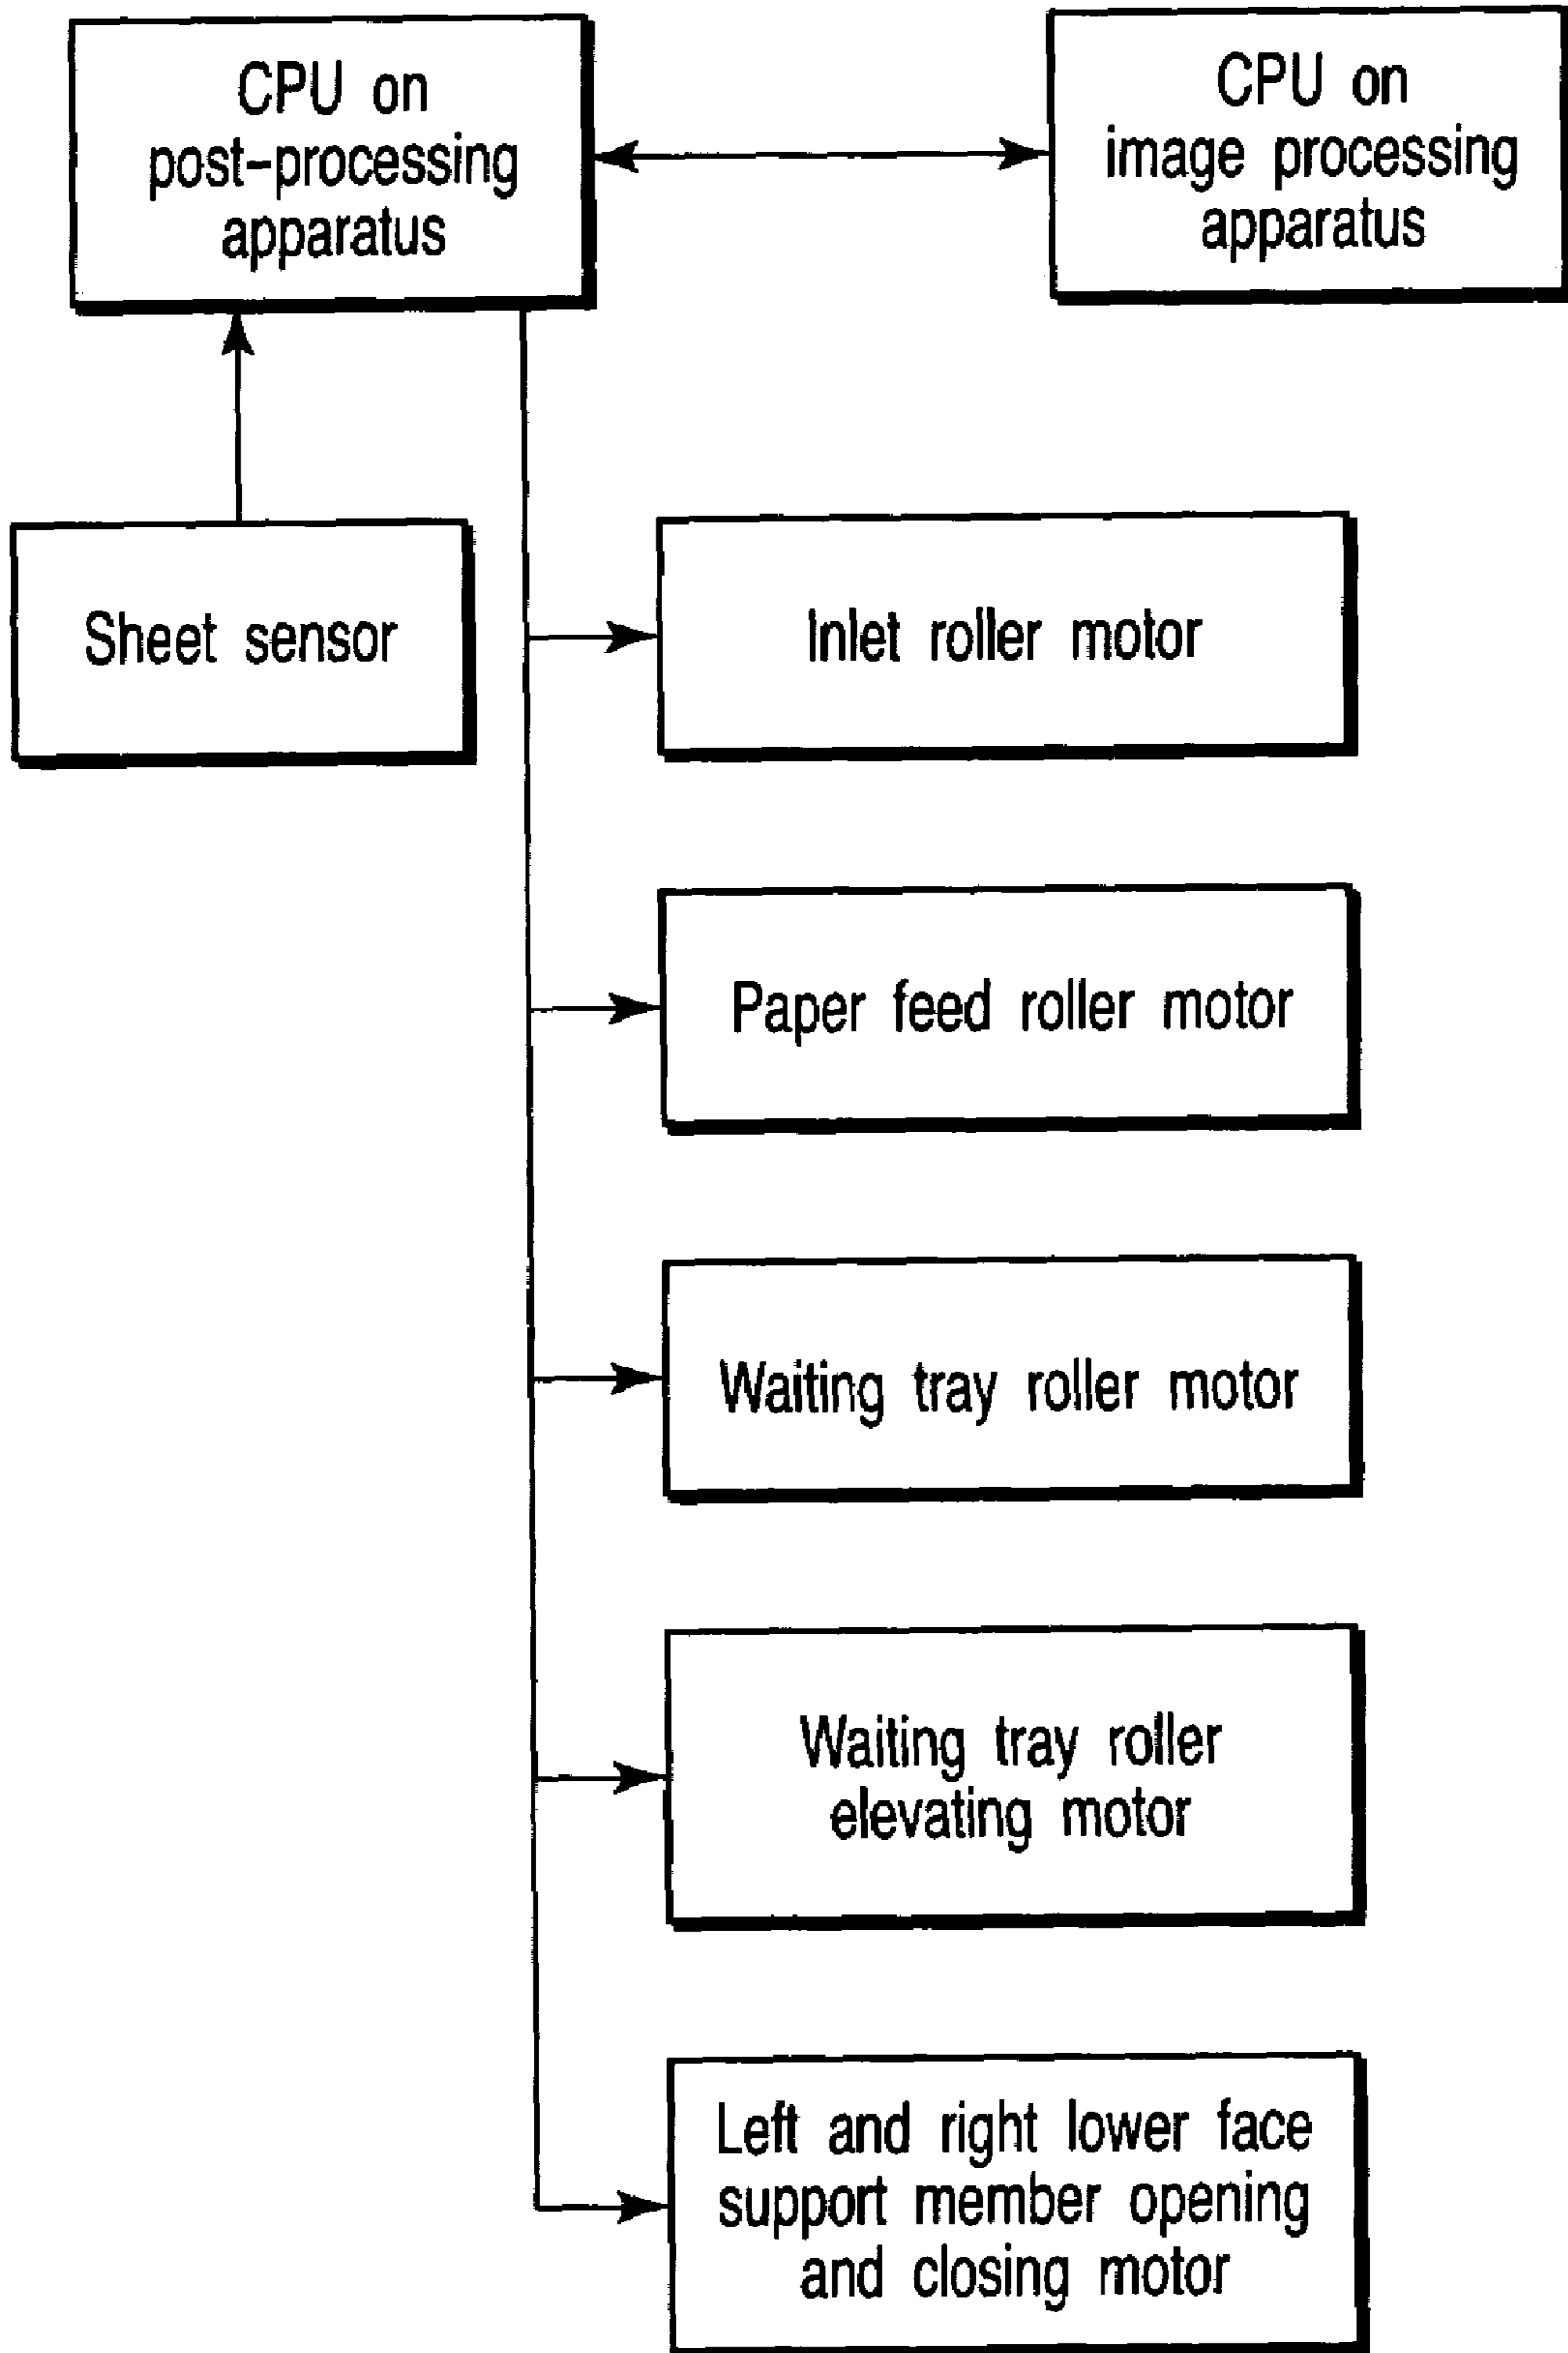 CPU on
post-processing
apparatus
CPU on
image processing
apparatus
Sheet sensor
Inlet roller motor
Paper feed roller motor
Waiting tray roller motor
Waiting tray roller
elevating motor
Left and right lower face
support member opening
and closing motor